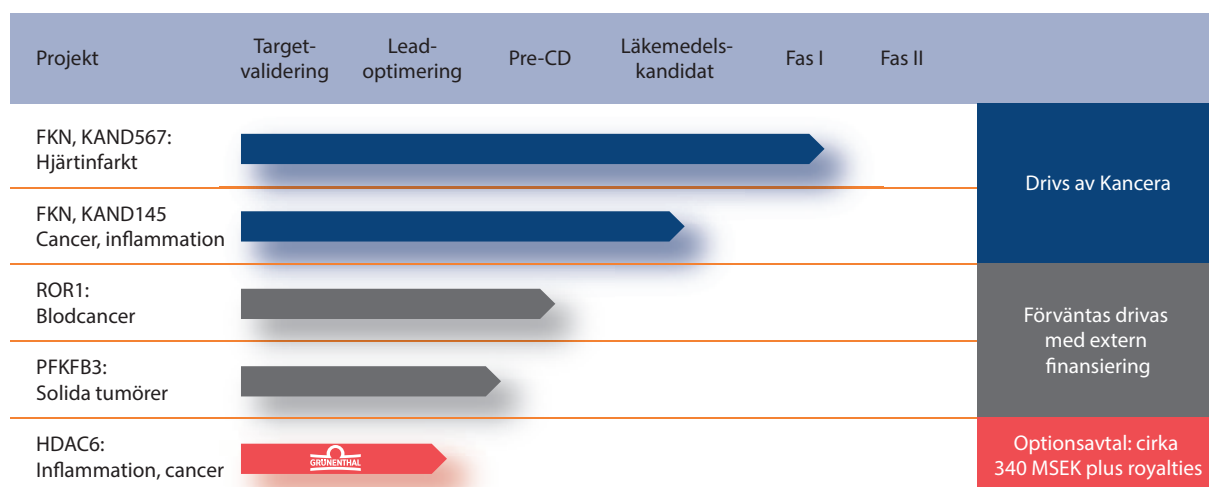 Projekt
Target-
validering
Lead-
optimering
Pre-CD
Läkemedels-
kandidat
Fas I
Fas II
FKN, KAND567:
Hjärtinfarkt
FKN, KAND145
Cancer, inflammation
Drivs av Kancera
ROR1:
Blodcancer
PFKFB3:
Solida tumörer
Förväntas drivas
med extern
finansiering
HDAC6:
Inflammation, cancer
GRÜNENTHAL
Optionsavtal: cirka
340 MSEK plus royalties